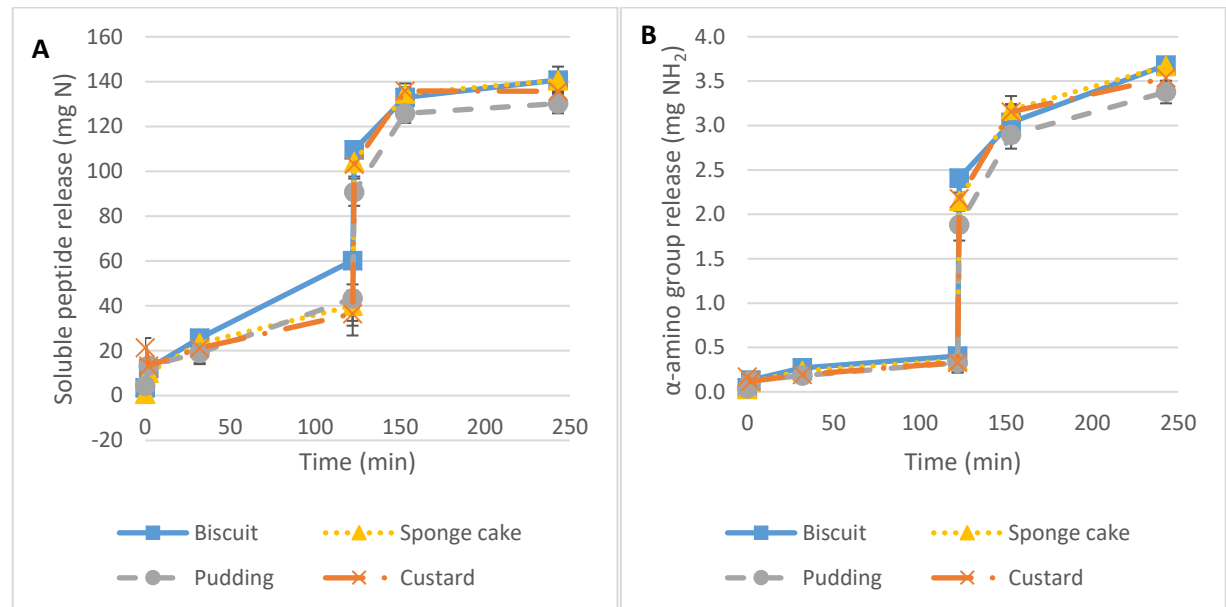 A
Soluble peptide release (mg N)
160
140
120
100
80
60
40
20
0
-20
0 50 100 150 200 250
Time (min)
Biscuit Sponge cake
Pudding Custard
B
α-amino group release (mg NH₂)
4.0
3.5
3.0
2.5
2.0
1.5
1.0
0.5
0.0
0 50 100 150 200 250
Time (min)
Biscuit Sponge cake
Pudding Custard